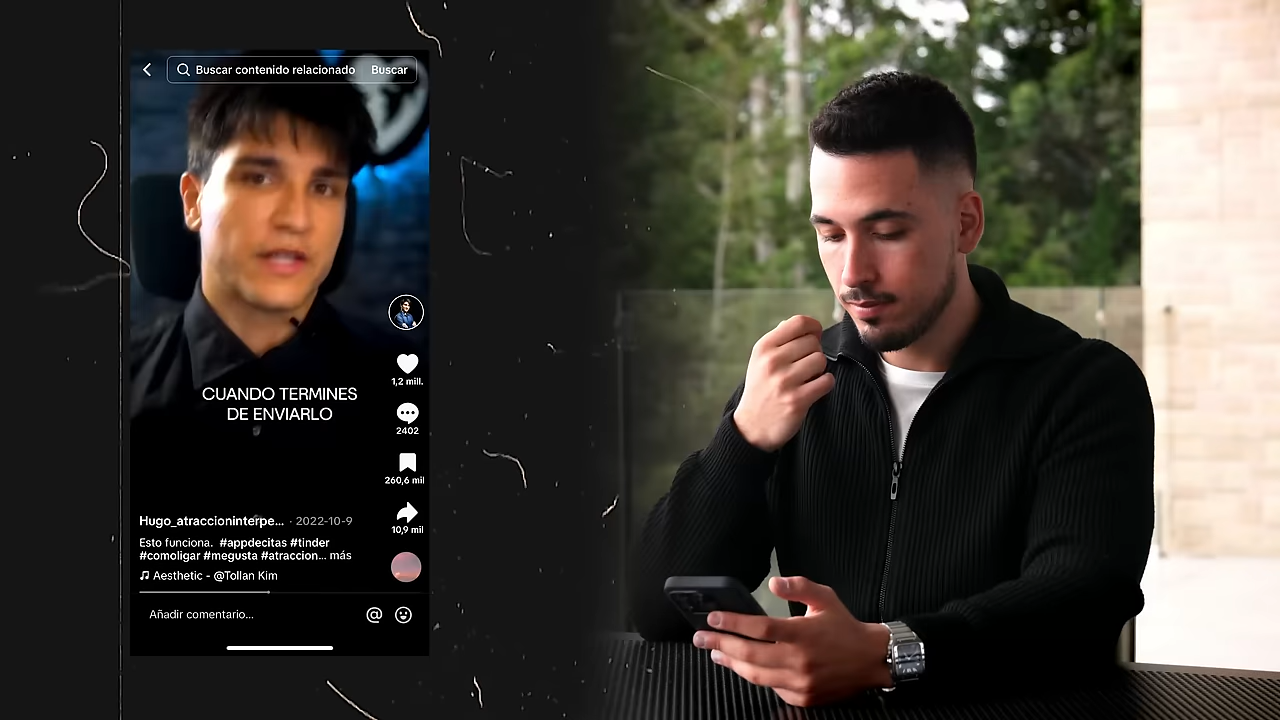 Buscar contenido relacionado Buscar
CUANDO TERMINES
DE ENVIARLO
1,2 mill.
2402
260,6 mil
10,9 mil
Hugo_atraccioninterpe... · 2022-10-9
Esto funciona. #appdecitas #tinder
#comoligar #megusta #atraccion... más
Aesthetic - @Tollan Kim
Añadir comentario...